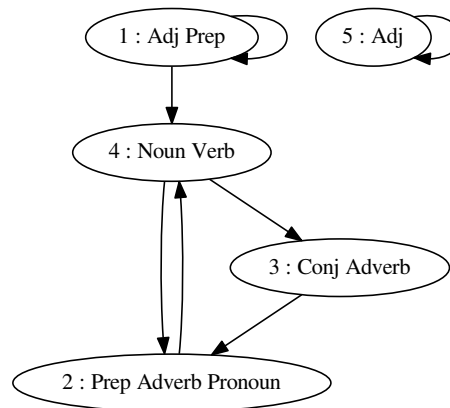 1 : Adj Prep
5 : Adj
4 : Noun Verb
3 : Conj Adverb
2 : Prep Adverb Pronoun